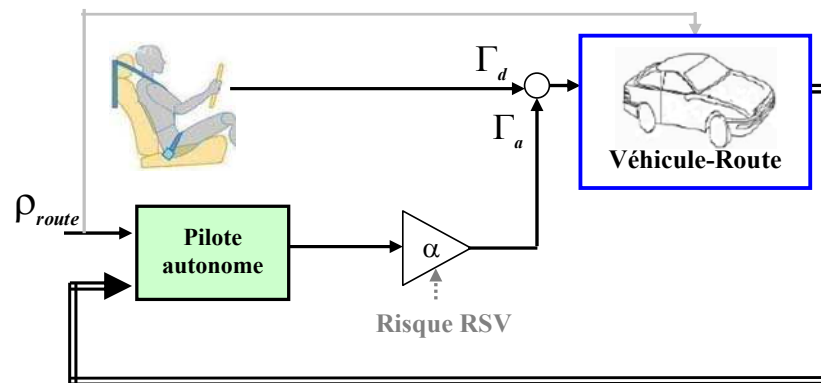 Γd
Γa
Véhicule-Route
ρroute
Pilote
autonome
α
Risque RSV